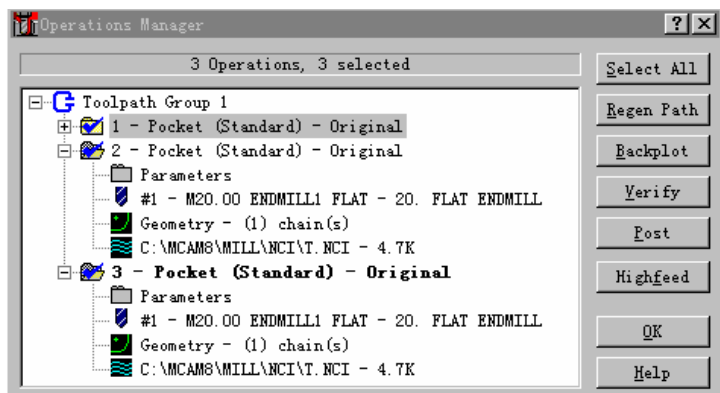 Operations Manager
3 Operations, 3 selected
Select All
Toolpath Group 1
1 - Pocket (Standard) - Original
Regen Path
2 - Pocket (Standard) - Original
Backplot
Parameters
#1 - M20.00 ENDMILL1 FLAT - 20. FLAT ENDMILL
Verify
Geometry - (1) chain(s)
Post
C:\MCAM8\MILL\NCI\T.NCI - 4.7K
3 - Pocket (Standard) - Original
Highfeed
Parameters
#1 - M20.00 ENDMILL1 FLAT - 20. FLAT ENDMILL
OK
Geometry - (1) chain(s)
C:\MCAM8\MILL\NCI\T.NCI - 4.7K
Help